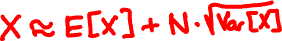 X ≈ E[X] + N · √Var[X]